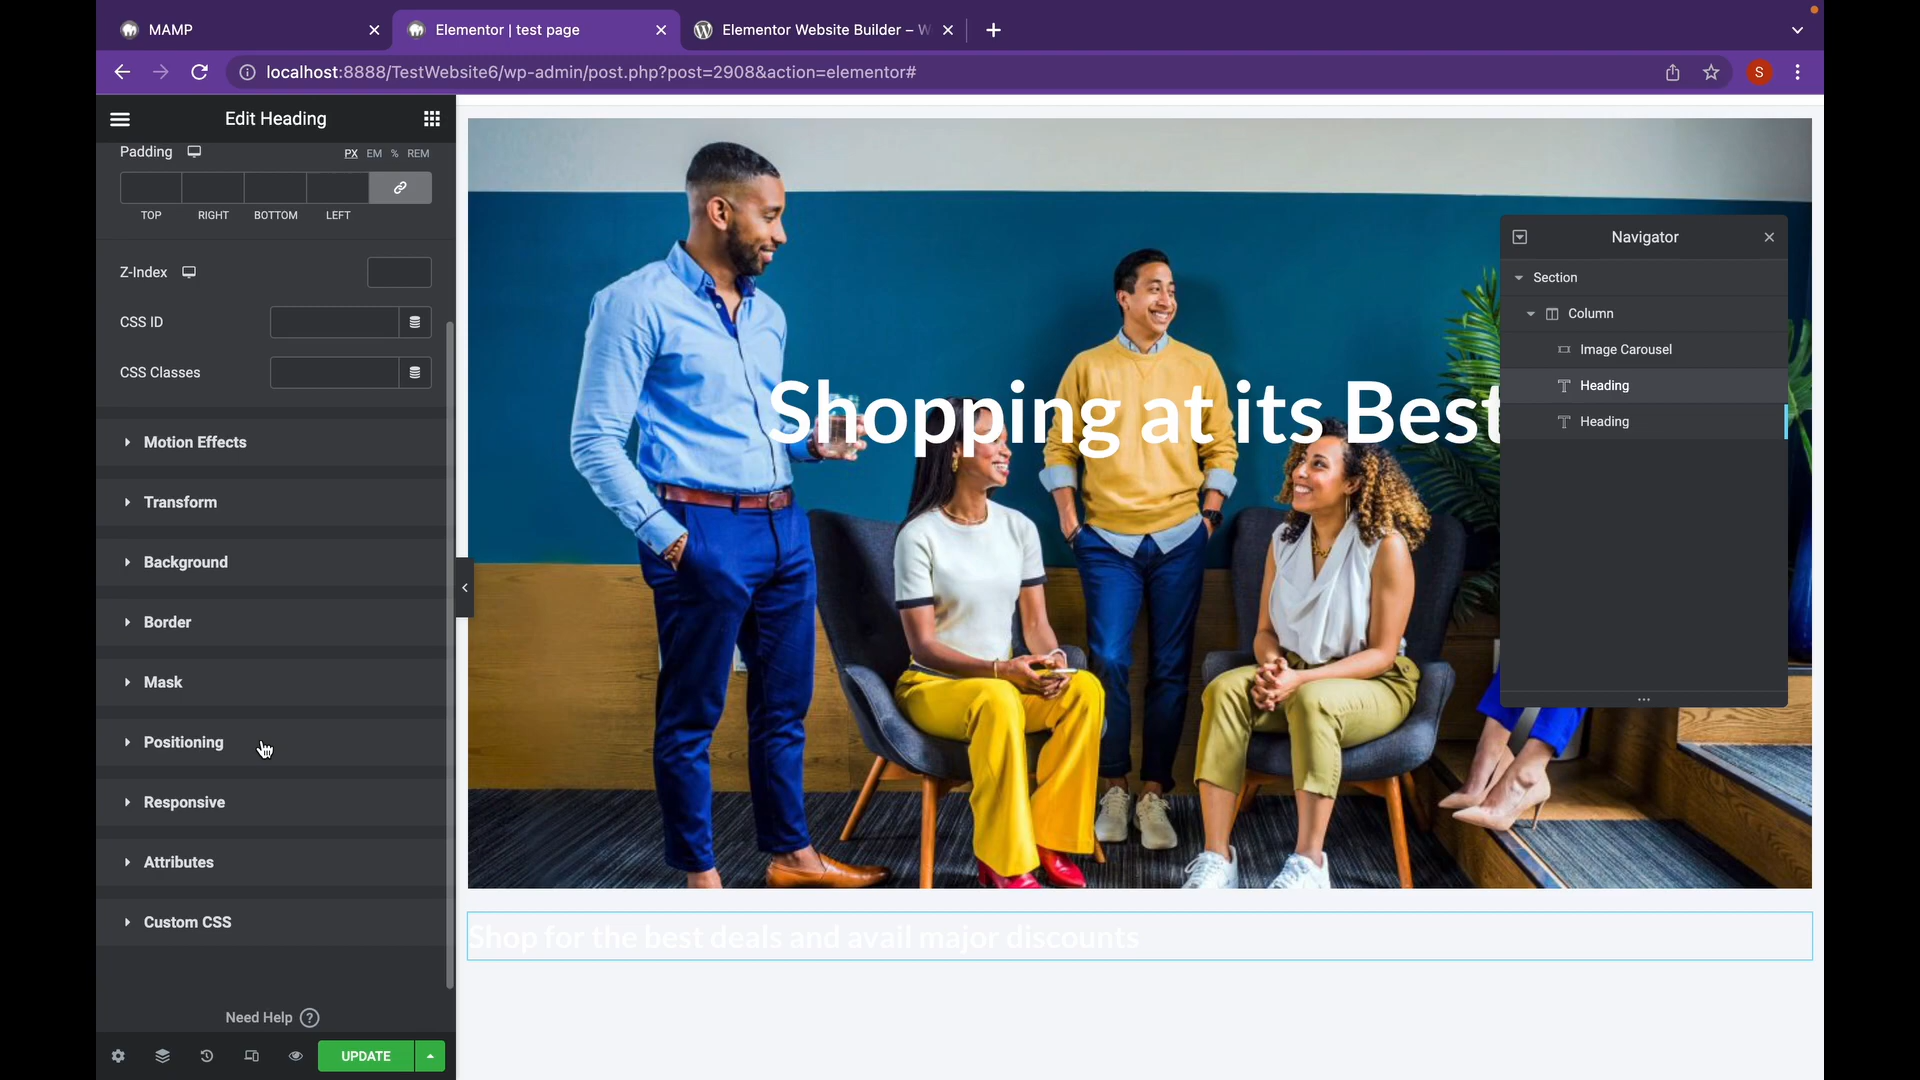 MAMP
Elementor | test page
Elementor Website Builder – W
localhost:8888/TestWebsite6/wp-admin/post.php?post=2908&action=elementor#
S
Edit Heading
Padding
PX EM % REM
TOP RIGHT BOTTOM LEFT
Z-Index
CSS ID
CSS Classes
Motion Effects
Transform
Background
Border
Mask
Positioning
Responsive
Attributes
Custom CSS
Need Help ?
UPDATE
Shopping at its Best
Navigator
Section
Column
Image Carousel
Heading
Heading
Shop for the best deals and avail major discounts